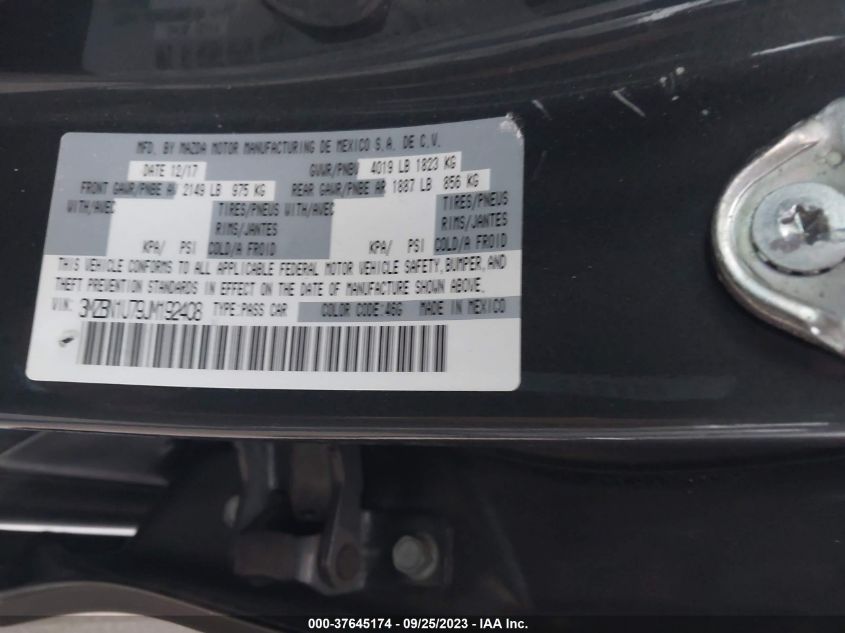 MFD. BY MAZDA MOTOR MANUFACTURING DE MEXICO S.A. DE C.V.
DATE 12/17 GVWR/PNBV 4019 LB 1823 KG
FRONT GAWR/PNBE AV 2149 LB 975 KG REAR GAWR/PNBE AR 1887 LB 856 KG
WITH/AVEC TIRES/PNEUS WITH/AVEC TIRES/PNEUS
RIMS/JANTES RIMS/JANTES
KPA/ PSI COLD/A FROID KPA/ PSI COLD/A FROID
THIS VEHICLE CONFORMS TO ALL APPLICABLE FEDERAL MOTOR VEHICLE SAFETY, BUMPER, AND
THEFT PREVENTION STANDARDS IN EFFECT ON THE DATE OF MANUFACTURE SHOWN ABOVE.
VIN: 3MZBN1U79JM192408 TYPE:PASS CAR COLOR CODE:46G MADE IN MEXICO
000-37645174 - 09/25/2023 - IAA Inc.